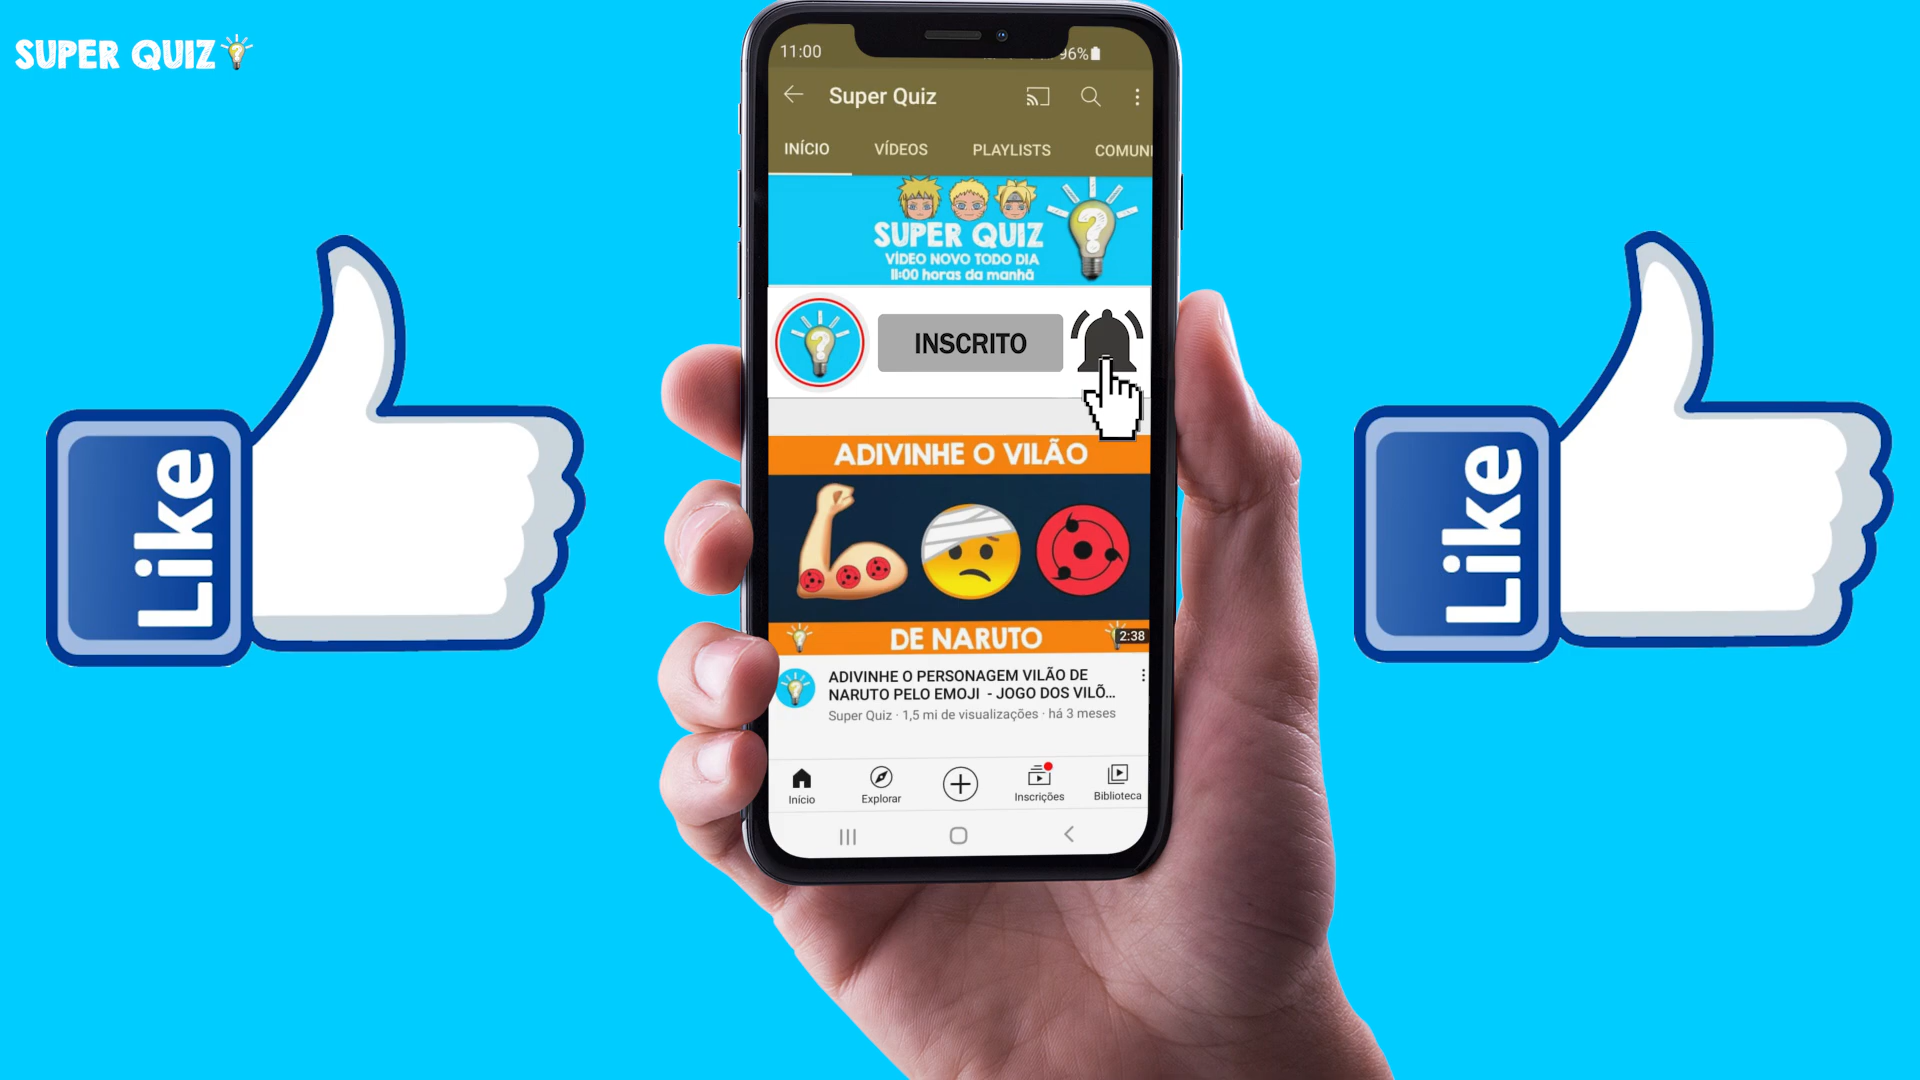 SUPER QUIZ
11:00
96%
Super Quiz
INÍCIO VÍDEOS PLAYLISTS COMUNI
SUPER QUIZ
VÍDEO NOVO TODO DIA
11:00 horas da manhã
INSCRITO
ADIVINHE O VILÃO
Like
Like
DE NARUTO
2:38
ADIVINHE O PERSONAGEM VILÃO DE
NARUTO PELO EMOJI - JOGO DOS VILÕ...
Super Quiz · 1,5 mi de visualizações · há 3 meses
Início Explorar Inscrições Biblioteca